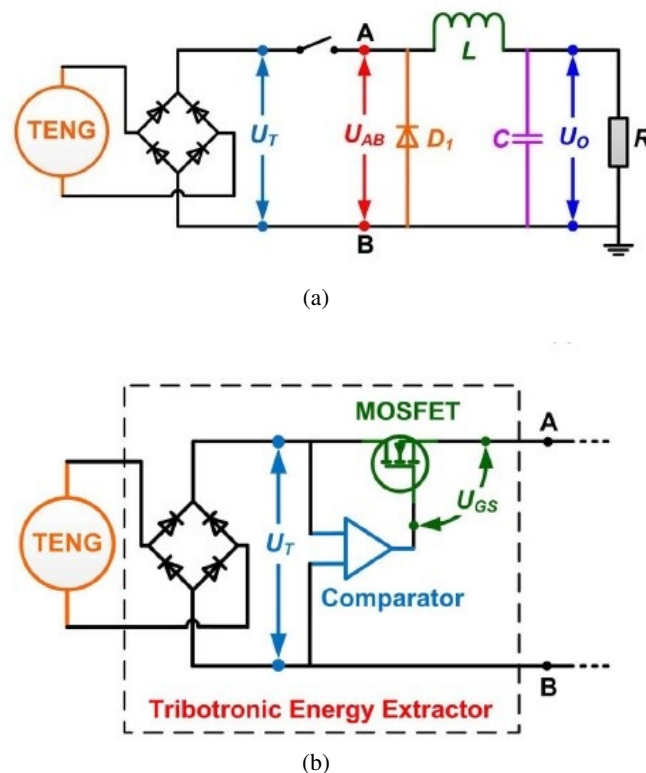 A
L
TENG
U_T
U_AB
D_1
C
U_O
R
B
(a)
MOSFET
A
U_GS
TENG
U_T
Comparator
B
Tribotronic Energy Extractor
(b)